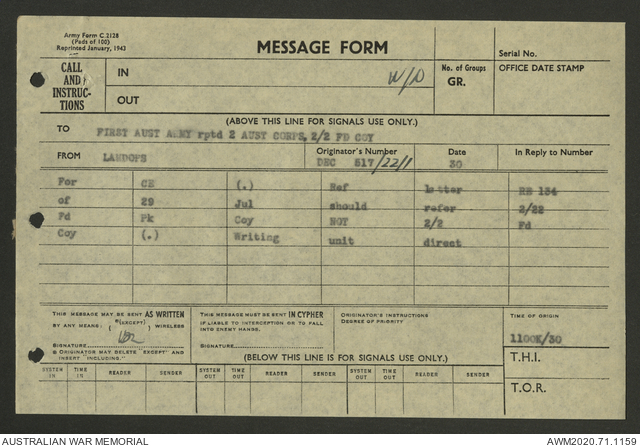 Army Form C.2128
(Pads of 100)
Reprinted January, 1943
MESSAGE FORM
Serial No.
CALL AND INSTRUC-TIONS
IN
W/D
No. of Groups
GR.
OFFICE DATE STAMP
OUT
(ABOVE THIS LINE FOR SIGNALS USE ONLY.)
TO FIRST AUST ARMY rptd 2 AUST CORPS, 2/2 FD COY
FROM LANDOPS
Originator's Number
DEC 517/22/1
Date
30
In Reply to Number
For CE (.) Ref letter RB 134
of 29 Jul should refer 2/22
Fd Pk Coy NOT 2/2 Fd
Coy (.) Writing unit direct
THIS MESSAGE MAY BE SENT AS WRITTEN
BY ANY MEANS. ( *(EXCEPT) ) WIRELESS
SIGNATURE
* ORIGINATOR MAY DELETE "EXCEPT" AND INSERT "INCLUDING."
THIS MESSAGE MUST BE SENT IN CYPHER
IF LIABLE TO INTERCEPTION OR TO FALL INTO ENEMY HANDS.
SIGNATURE
ORIGINATOR'S INSTRUCTIONS
DEGREE OF PRIORITY
TIME OF ORIGIN
1100K/30
(BELOW THIS LINE IS FOR SIGNALS USE ONLY.)
T.H.I.
SYSTEM IN TIME IN READER SENDER SYSTEM OUT TIME OUT READER SENDER SYSTEM OUT TIME OUT READER SENDER
T.O.R.
AUSTRALIAN WAR MEMORIAL
AWM2020.71.1159